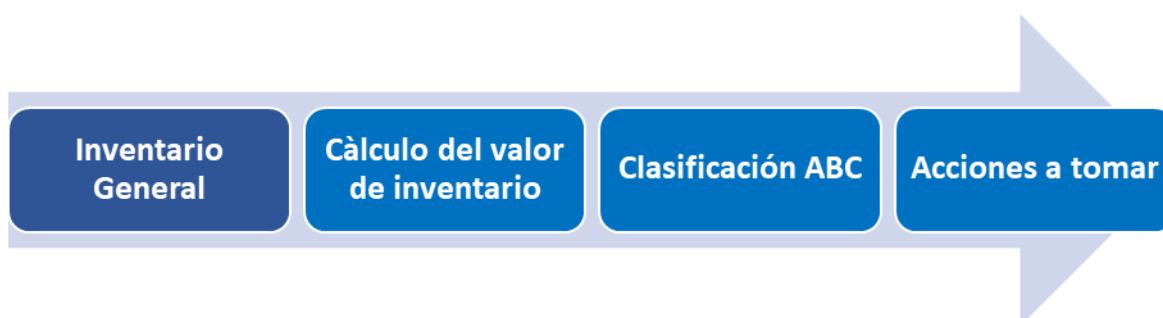 Inventario
General
Càlculo del valor
de inventario
Clasificación ABC
Acciones a tomar